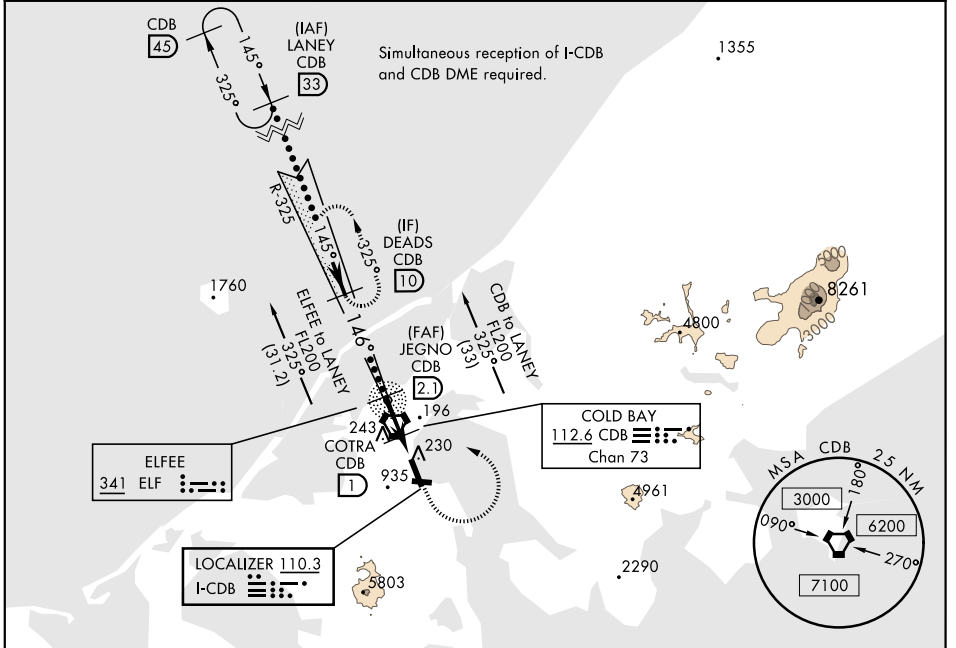 CDB
45
145°
325°
(IAF)
LANEY
CDB
33
Simultaneous reception of I-CDB
and CDB DME required.
1355
R-325
145°
325°
(IF)
DEADS
CDB
10
1760
ELFEE to LANEY
FL200
325°
(31.2)
146°
CDB to LANEY
FL200
325°
(33)
8261
3000
4800
(FAF)
JEGNO
CDB
2.1
196
243
COTRA
CDB
1
230
935
ELFEE
341 ELF
COLD BAY
112.6 CDB
Chan 73
4961
LOCALIZER 110.3
I-CDB
5803
2290
MSA CDB 25 NM
180°
3000
090°
6200
270°
7100